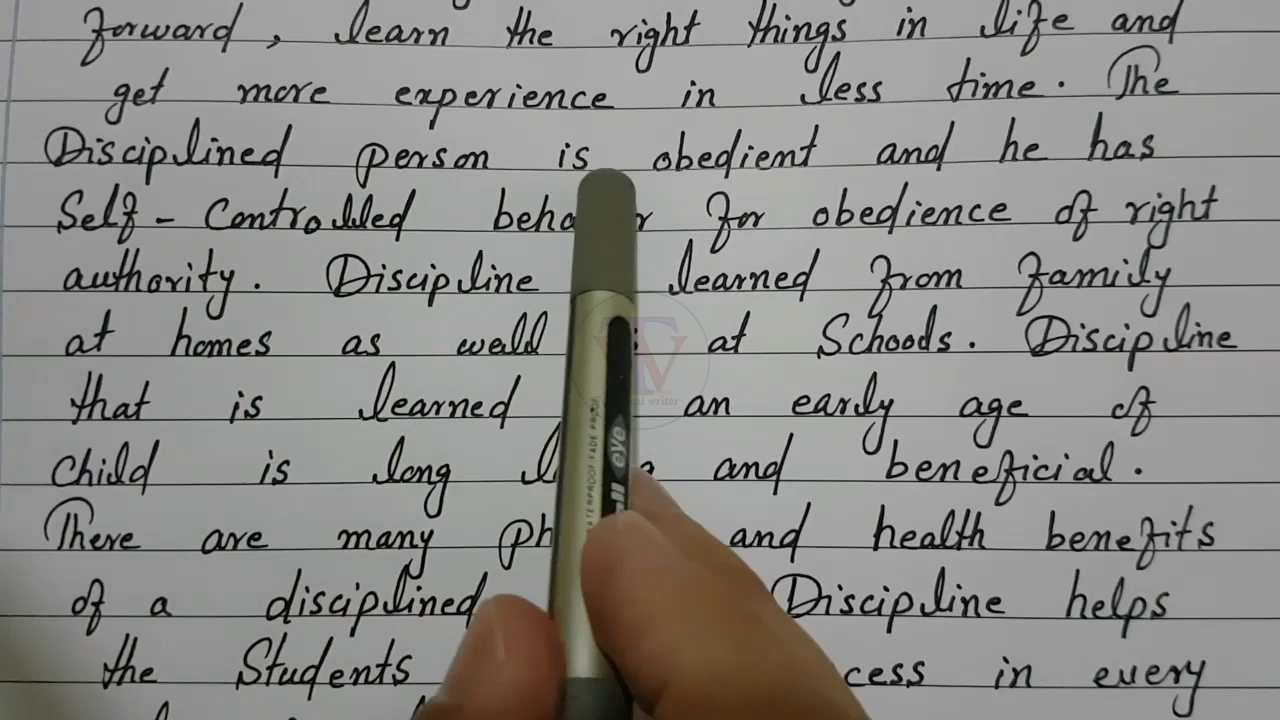 forward, learn the right things in life and
get more experience in less time. The
Disciplined person is obedient and he has
Self-Controlled for obedience of right
authority. Discipline learned from family
at homes as well at Schools. Discipline
that is learned an early age of
Child is long and beneficial.
There are many and health benefits
of a disciplined Discipline helps
the Students in every